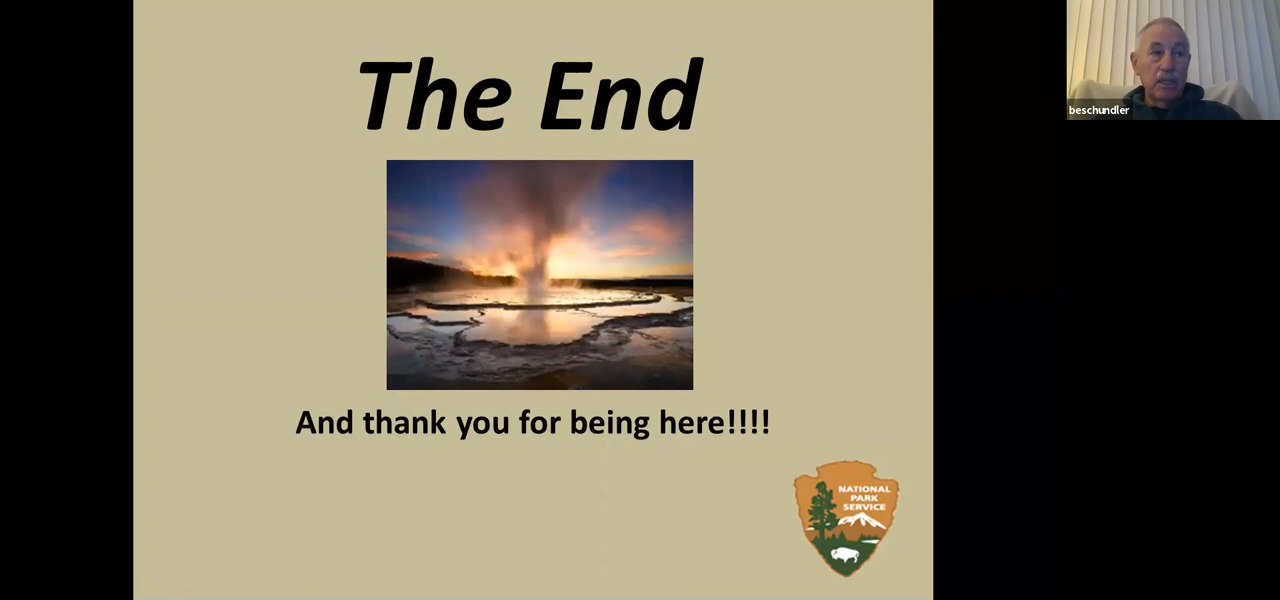 The End
And thank you for being here!!!!
NATIONAL
PARK
SERVICE
beschundler